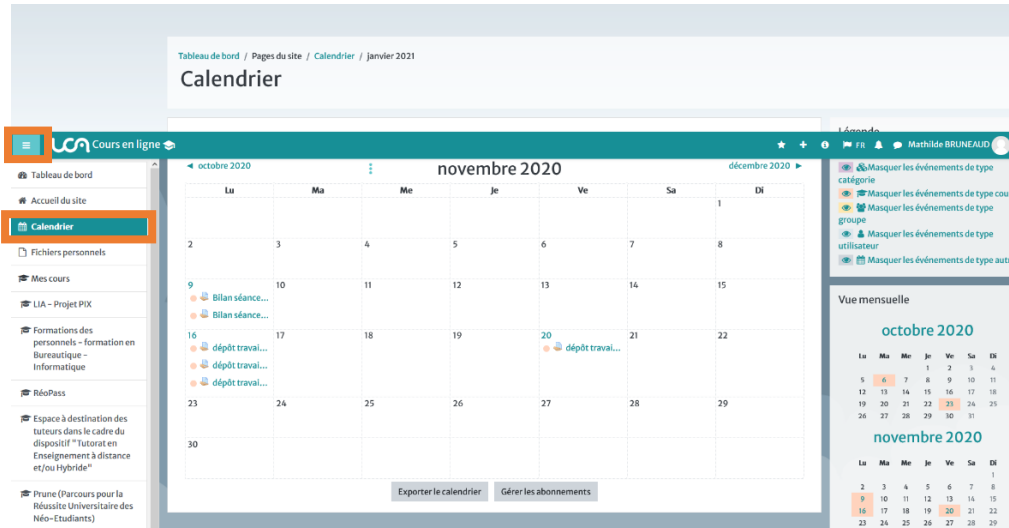 Tableau de bord / Pages du site / Calendrier / janvier 2021
Calendrier
Légende
UCA Cours en ligne
FR
Mathilde BRUNEAUD
Tableau de bord
Accueil du site
Calendrier
Fichiers personnels
Mes cours
LIA - Projet PIX
Formations des
personnels - formation en
Bureautique -
Informatique
RéoPass
Espace à destination des
tuteurs dans le cadre du
dispositif "Tutorat en
Enseignement à distance
et/ou Hybride"
Prune (Parcours pour la
Réussite Universitaire des
Néo-Etudiants)
◄ octobre 2020
novembre 2020
décembre 2020 ►
Lu Ma Me Je Ve Sa Di
1
2 3 4 5 6 7 8
9 10 11 12 13 14 15
Bilan séance...
Bilan séance...
16 17 18 19 20 21 22
dépôt travai... dépôt travai...
dépôt travai...
dépôt travai...
23 24 25 26 27 28 29
30
Exporter le calendrier
Gérer les abonnements
Masquer les événements de type
catégorie
Masquer les événements de type cou
Masquer les événements de type
groupe
Masquer les événements de type
utilisateur
Masquer les événements de type autr
Vue mensuelle
octobre 2020
Lu Ma Me Je Ve Sa Di
1 2 3 4
5 6 7 8 9 10 11
12 13 14 15 16 17 18
19 20 21 22 23 24 25
26 27 28 29 30 31
novembre 2020
Lu Ma Me Je Ve Sa Di
1
2 3 4 5 6 7 8
9 10 11 12 13 14 15
16 17 18 19 20 21 22
23 24 25 26 27 28 29